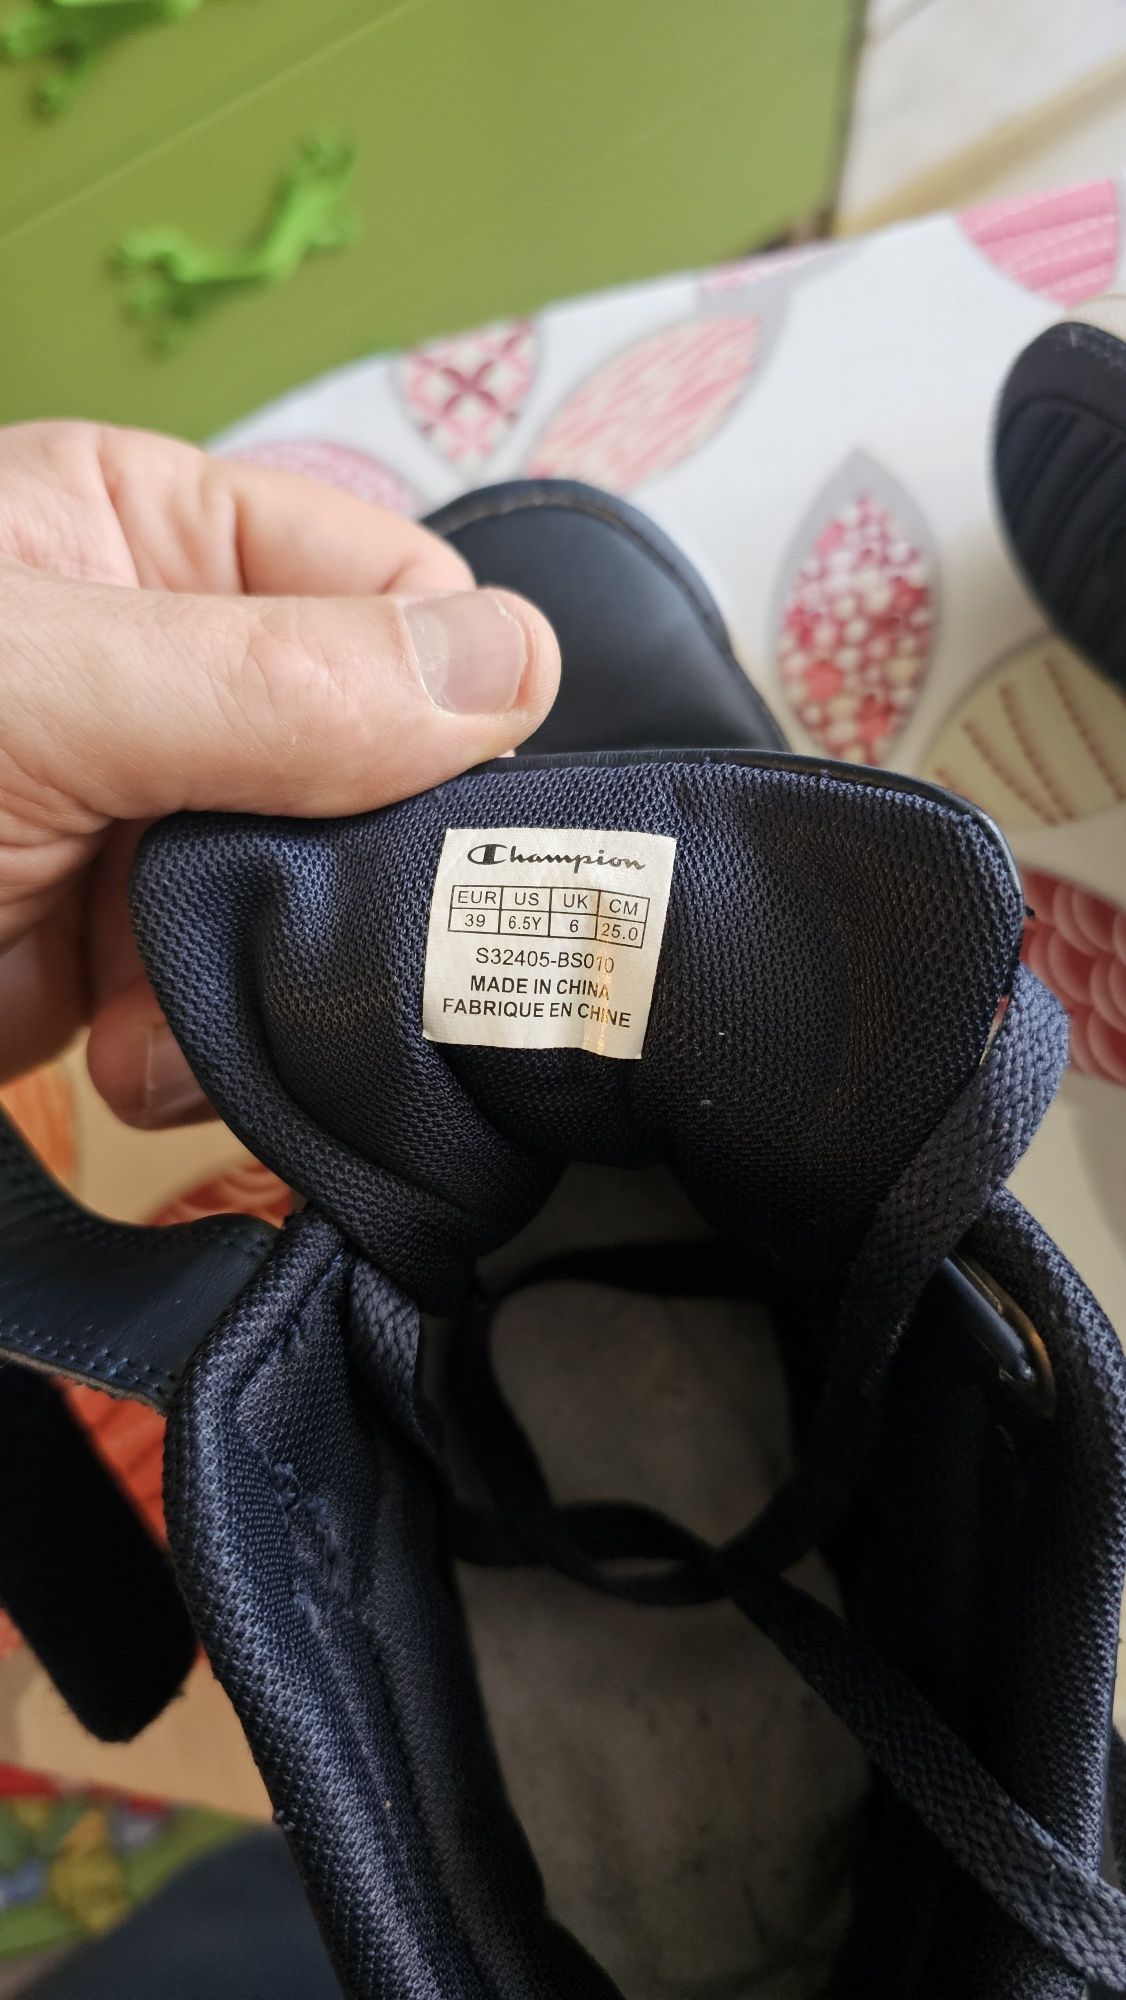 Champion
EUR US UK CM
39 6.5Y 6 25.0
S32405-BS010
MADE IN CHINA
FABRIQUE EN CHINE